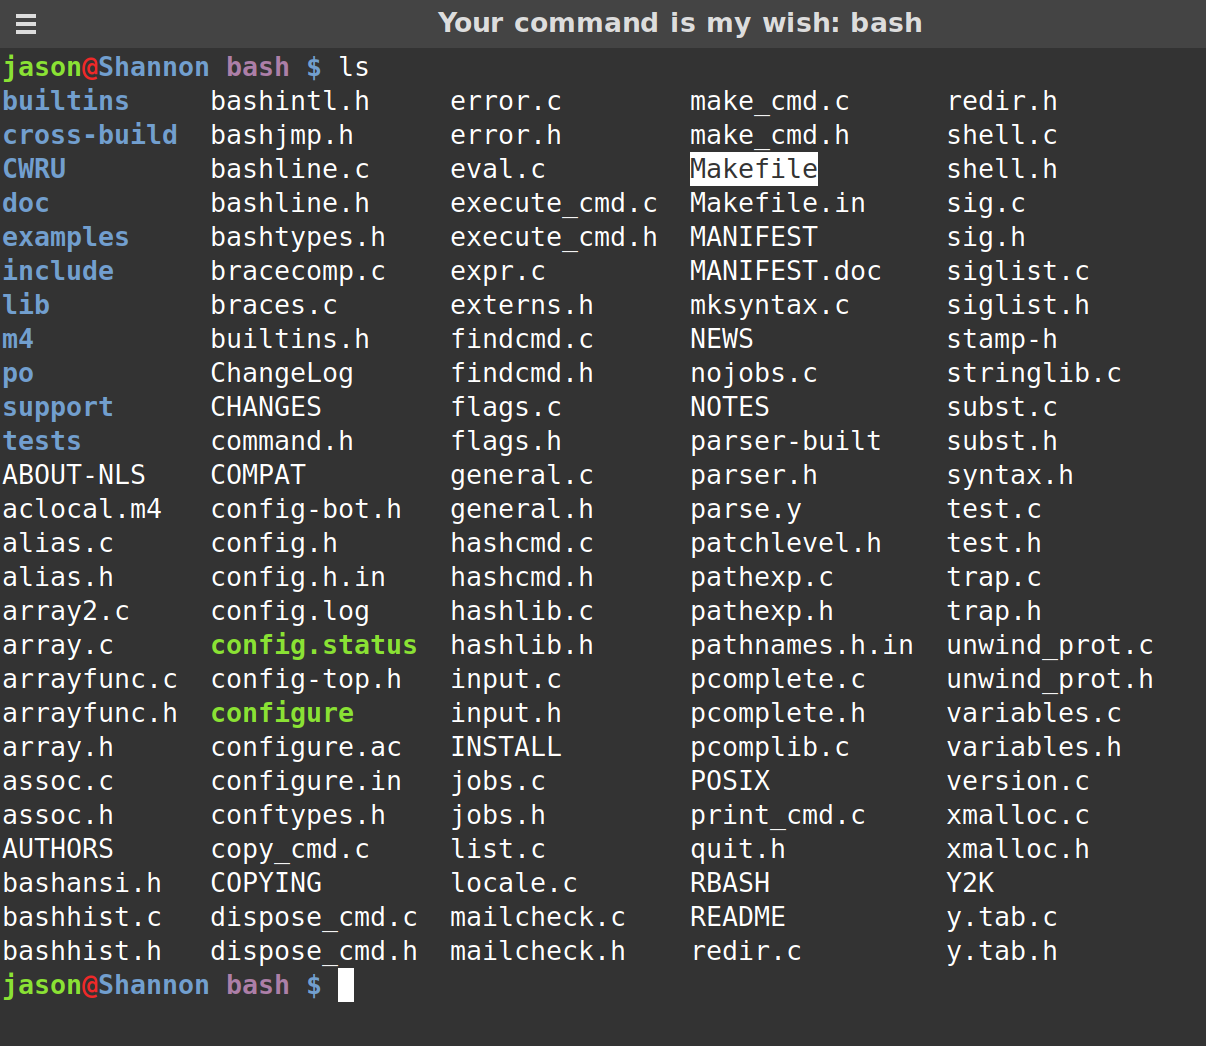 Your command is my wish: bash
jason@Shannon bash $ ls
builtins bashintl.h error.c make_cmd.c redir.h
cross-build bashjmp.h error.h make_cmd.h shell.c
CWRU bashline.c eval.c Makefile shell.h
doc bashline.h execute_cmd.c Makefile.in sig.c
examples bashtypes.h execute_cmd.h MANIFEST sig.h
include bracecomp.c expr.c MANIFEST.doc siglist.c
lib braces.c externs.h mksyntax.c siglist.h
m4 builtins.h findcmd.c NEWS stamp-h
po ChangeLog findcmd.h nojobs.c stringlib.c
support CHANGES flags.c NOTES subst.c
tests command.h flags.h parser-built subst.h
ABOUT-NLS COMPAT general.c parser.h syntax.h
aclocal.m4 config-bot.h general.h parse.y test.c
alias.c config.h hashcmd.c patchlevel.h test.h
alias.h config.h.in hashcmd.h pathexp.c trap.c
array2.c config.log hashlib.c pathexp.h trap.h
array.c config.status hashlib.h pathnames.h.in unwind_prot.c
arrayfunc.c config-top.h input.c pcomplete.c unwind_prot.h
arrayfunc.h configure input.h pcomplete.h variables.c
array.h configure.ac INSTALL pcomplib.c variables.h
assoc.c configure.in jobs.c POSIX version.c
assoc.h conftypes.h jobs.h print_cmd.c xmalloc.c
AUTHORS copy_cmd.c list.c quit.h xmalloc.h
bashansi.h COPYING locale.c RBASH Y2K
bashhist.c dispose_cmd.c mailcheck.c README y.tab.c
bashhist.h dispose_cmd.h mailcheck.h redir.c y.tab.h
jason@Shannon bash $